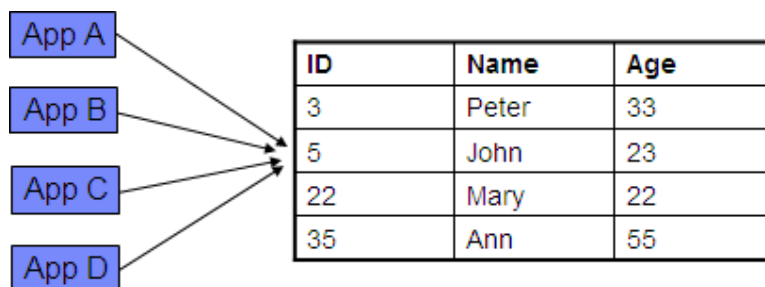 App A
App B
App C
App D
ID Name Age
3 Peter 33
5 John 23
22 Mary 22
35 Ann 55